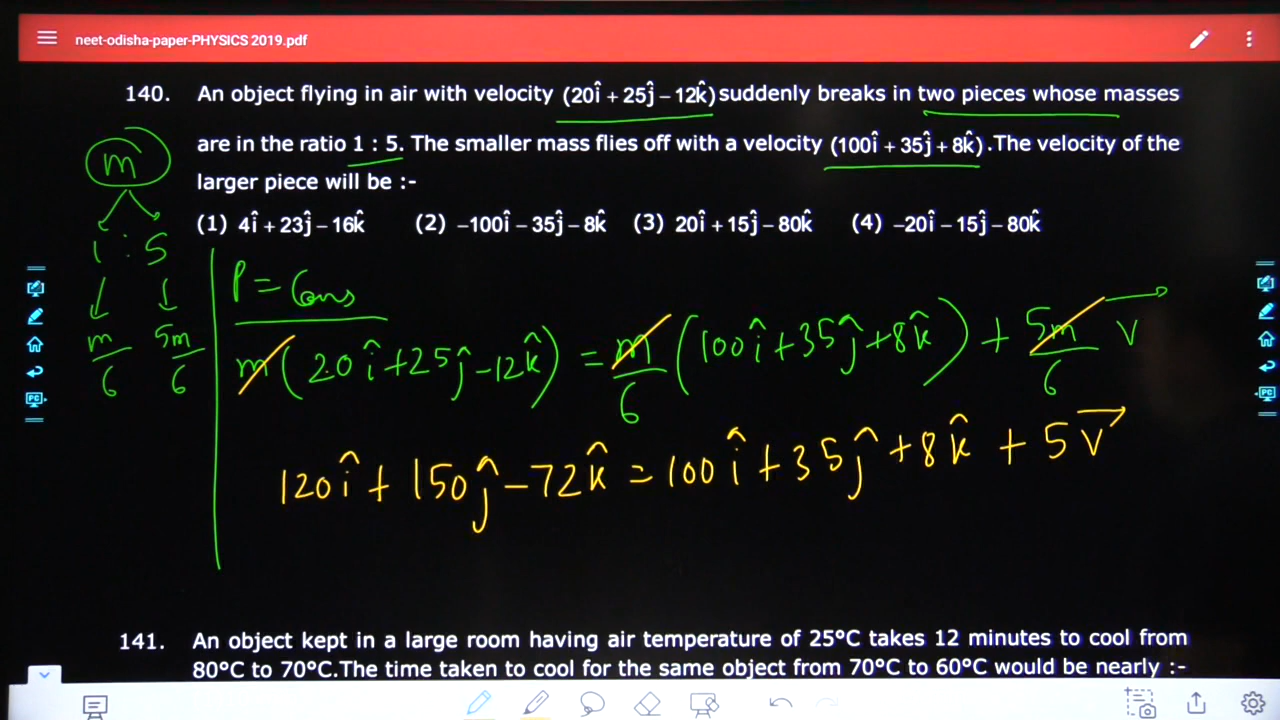 neet-odisha-paper-PHYSICS 2019.pdf
140. An object flying in air with velocity (20î + 25ĵ − 12k̂) suddenly breaks in two pieces whose masses
are in the ratio 1 : 5. The smaller mass flies off with a velocity (100î + 35ĵ + 8k̂).The velocity of the
larger piece will be :-
(1) 4î + 23ĵ − 16k̂ (2) −100î − 35ĵ − 8k̂ (3) 20î + 15ĵ − 80k̂ (4) −20î − 15ĵ − 80k̂
m
1 : 5
m/6 5m/6
P = Cons
m(20î + 25ĵ − 12k̂) = m/6 (100î + 35ĵ + 8k̂) + 5m/6 v⃗
120î + 150ĵ − 72k̂ = 100î + 35ĵ + 8k̂ + 5v⃗
141. An object kept in a large room having air temperature of 25°C takes 12 minutes to cool from
80°C to 70°C.The time taken to cool for the same object from 70°C to 60°C would be nearly :-
PC
PC